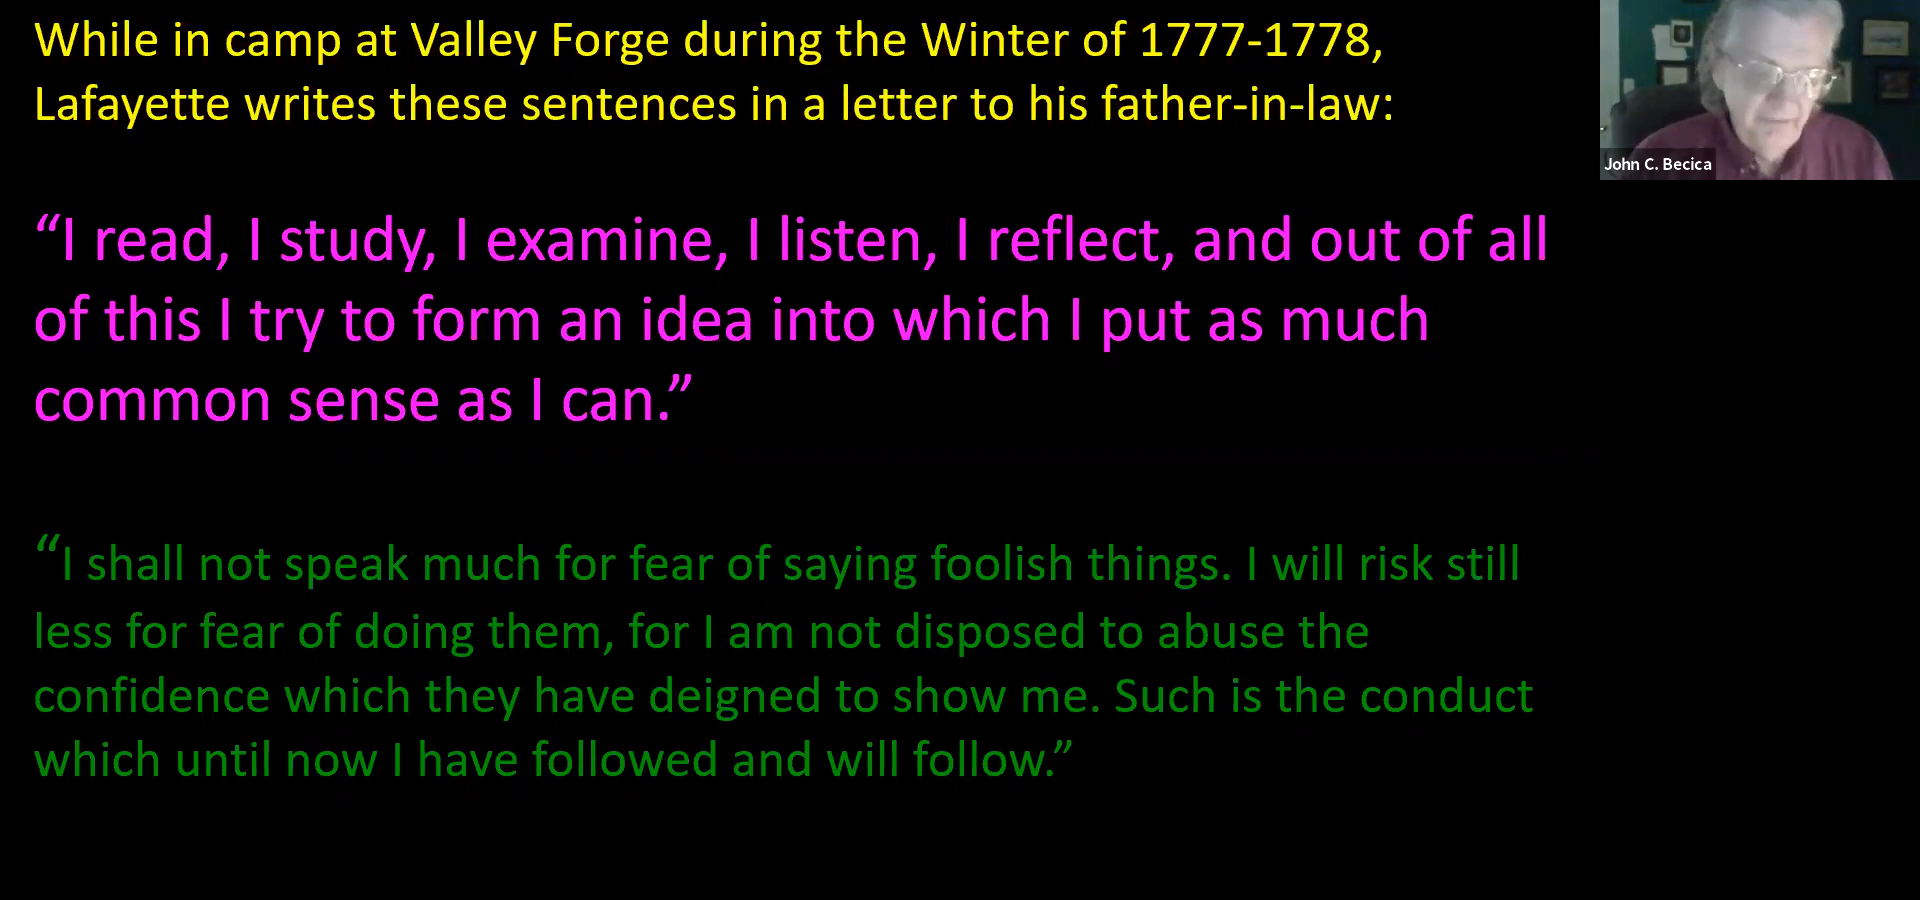 While in camp at Valley Forge during the Winter of 1777-1778,
Lafayette writes these sentences in a letter to his father-in-law:
John C. Becica
“I read, I study, I examine, I listen, I reflect, and out of all
of this I try to form an idea into which I put as much
common sense as I can.”
“I shall not speak much for fear of saying foolish things. I will risk still
less for fear of doing them, for I am not disposed to abuse the
confidence which they have deigned to show me. Such is the conduct
which until now I have followed and will follow.”